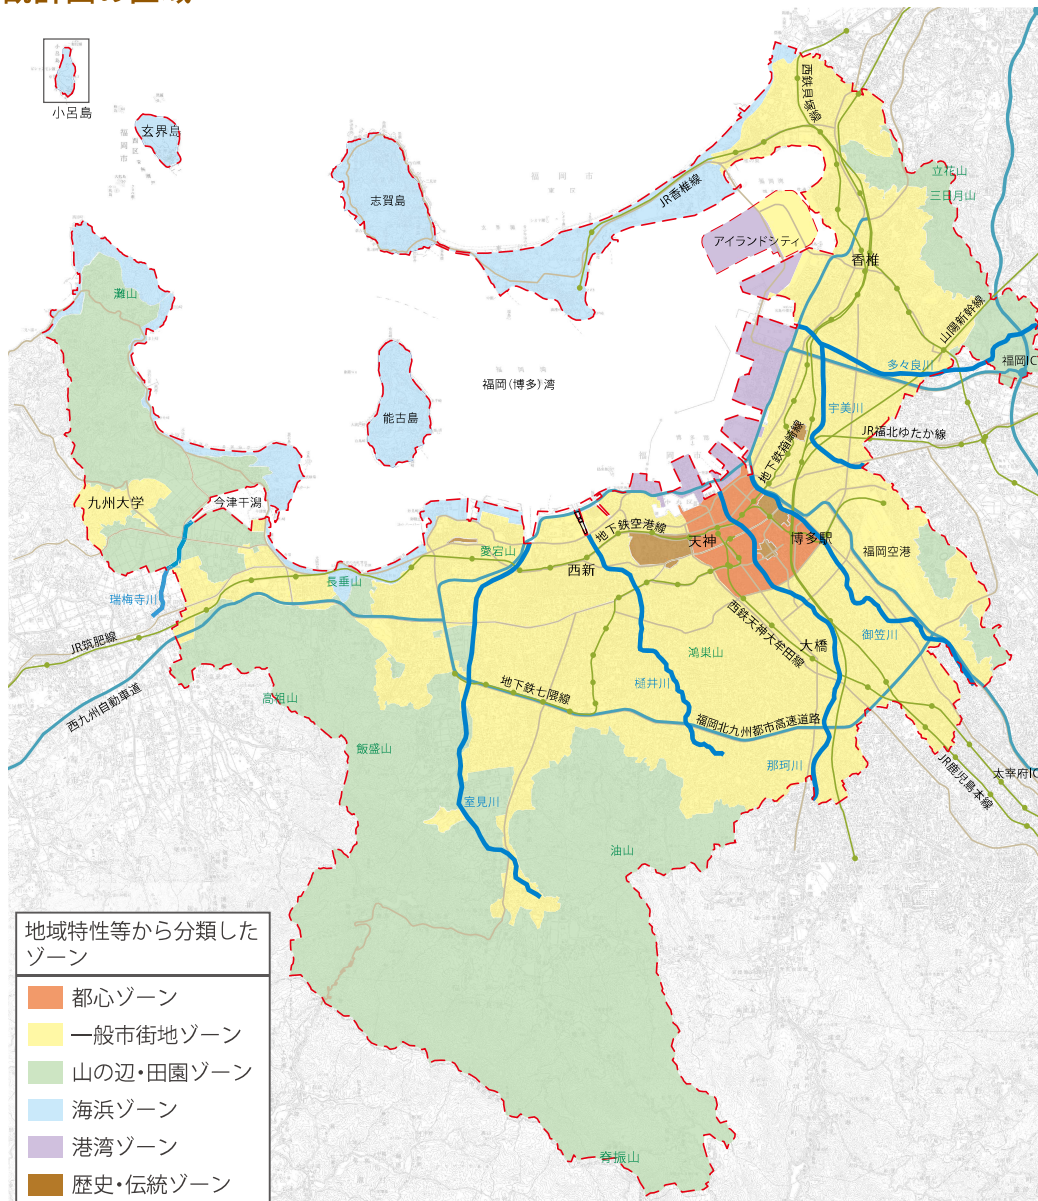 小呂島
玄界島
西鉄貝塚線
立花山
三日月山
志賀島
JR香椎線
アイランドシティ
香椎
灘山
山陽新幹線
福岡IC
多々良川
福岡(博多)湾
能古島
宇美川
JR福北ゆたか線
地下鉄箱崎線
九州大学
今津干潟
地下鉄空港線
天神
博多駅
福岡空港
愛宕山
西新
長垂山
瑞梅寺川
JR筑肥線
西鉄天神大牟田線
大橋
御笠川
鴻巣山
樋井川
西九州自動車道
高祖山
地下鉄七隈線
福岡北九州都市高速道路
飯盛山
那珂川
JR鹿児島本線
太宰府IC
室見川
油山
脊振山
地域特性等から分類した
ゾーン
都心ゾーン
一般市街地ゾーン
山の辺・田園ゾーン
海浜ゾーン
港湾ゾーン
歴史・伝統ゾーン